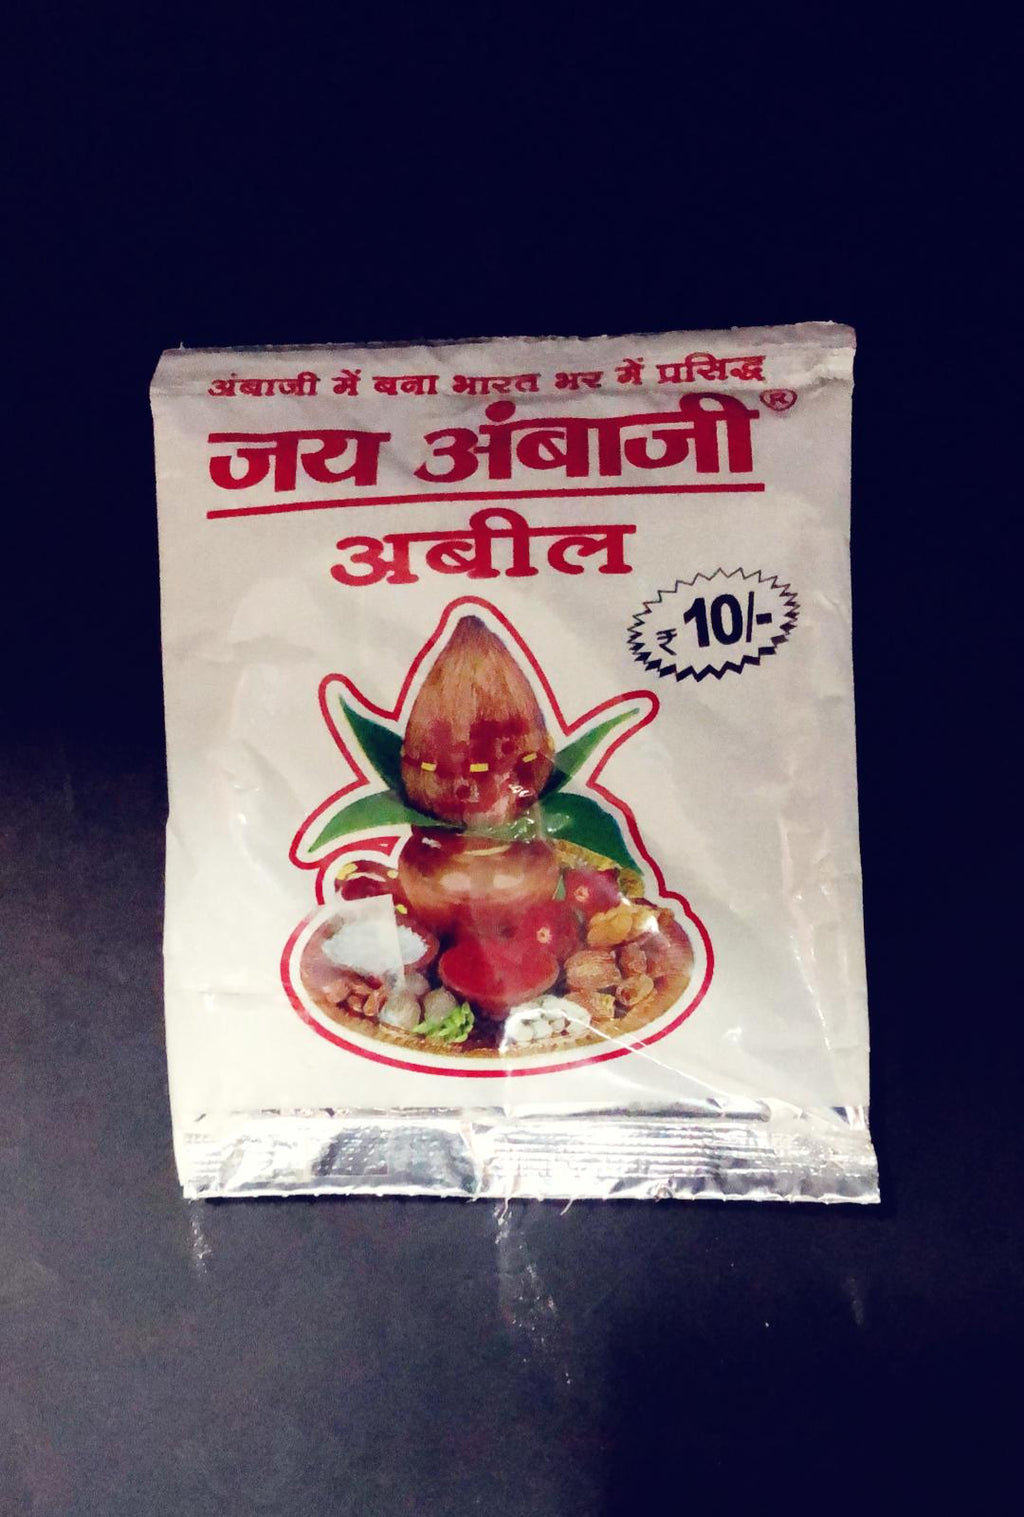 अंबाजी में बना भारत भर में प्रसिद्ध
जय अंबाजी ®
अबील
₹ 10/-